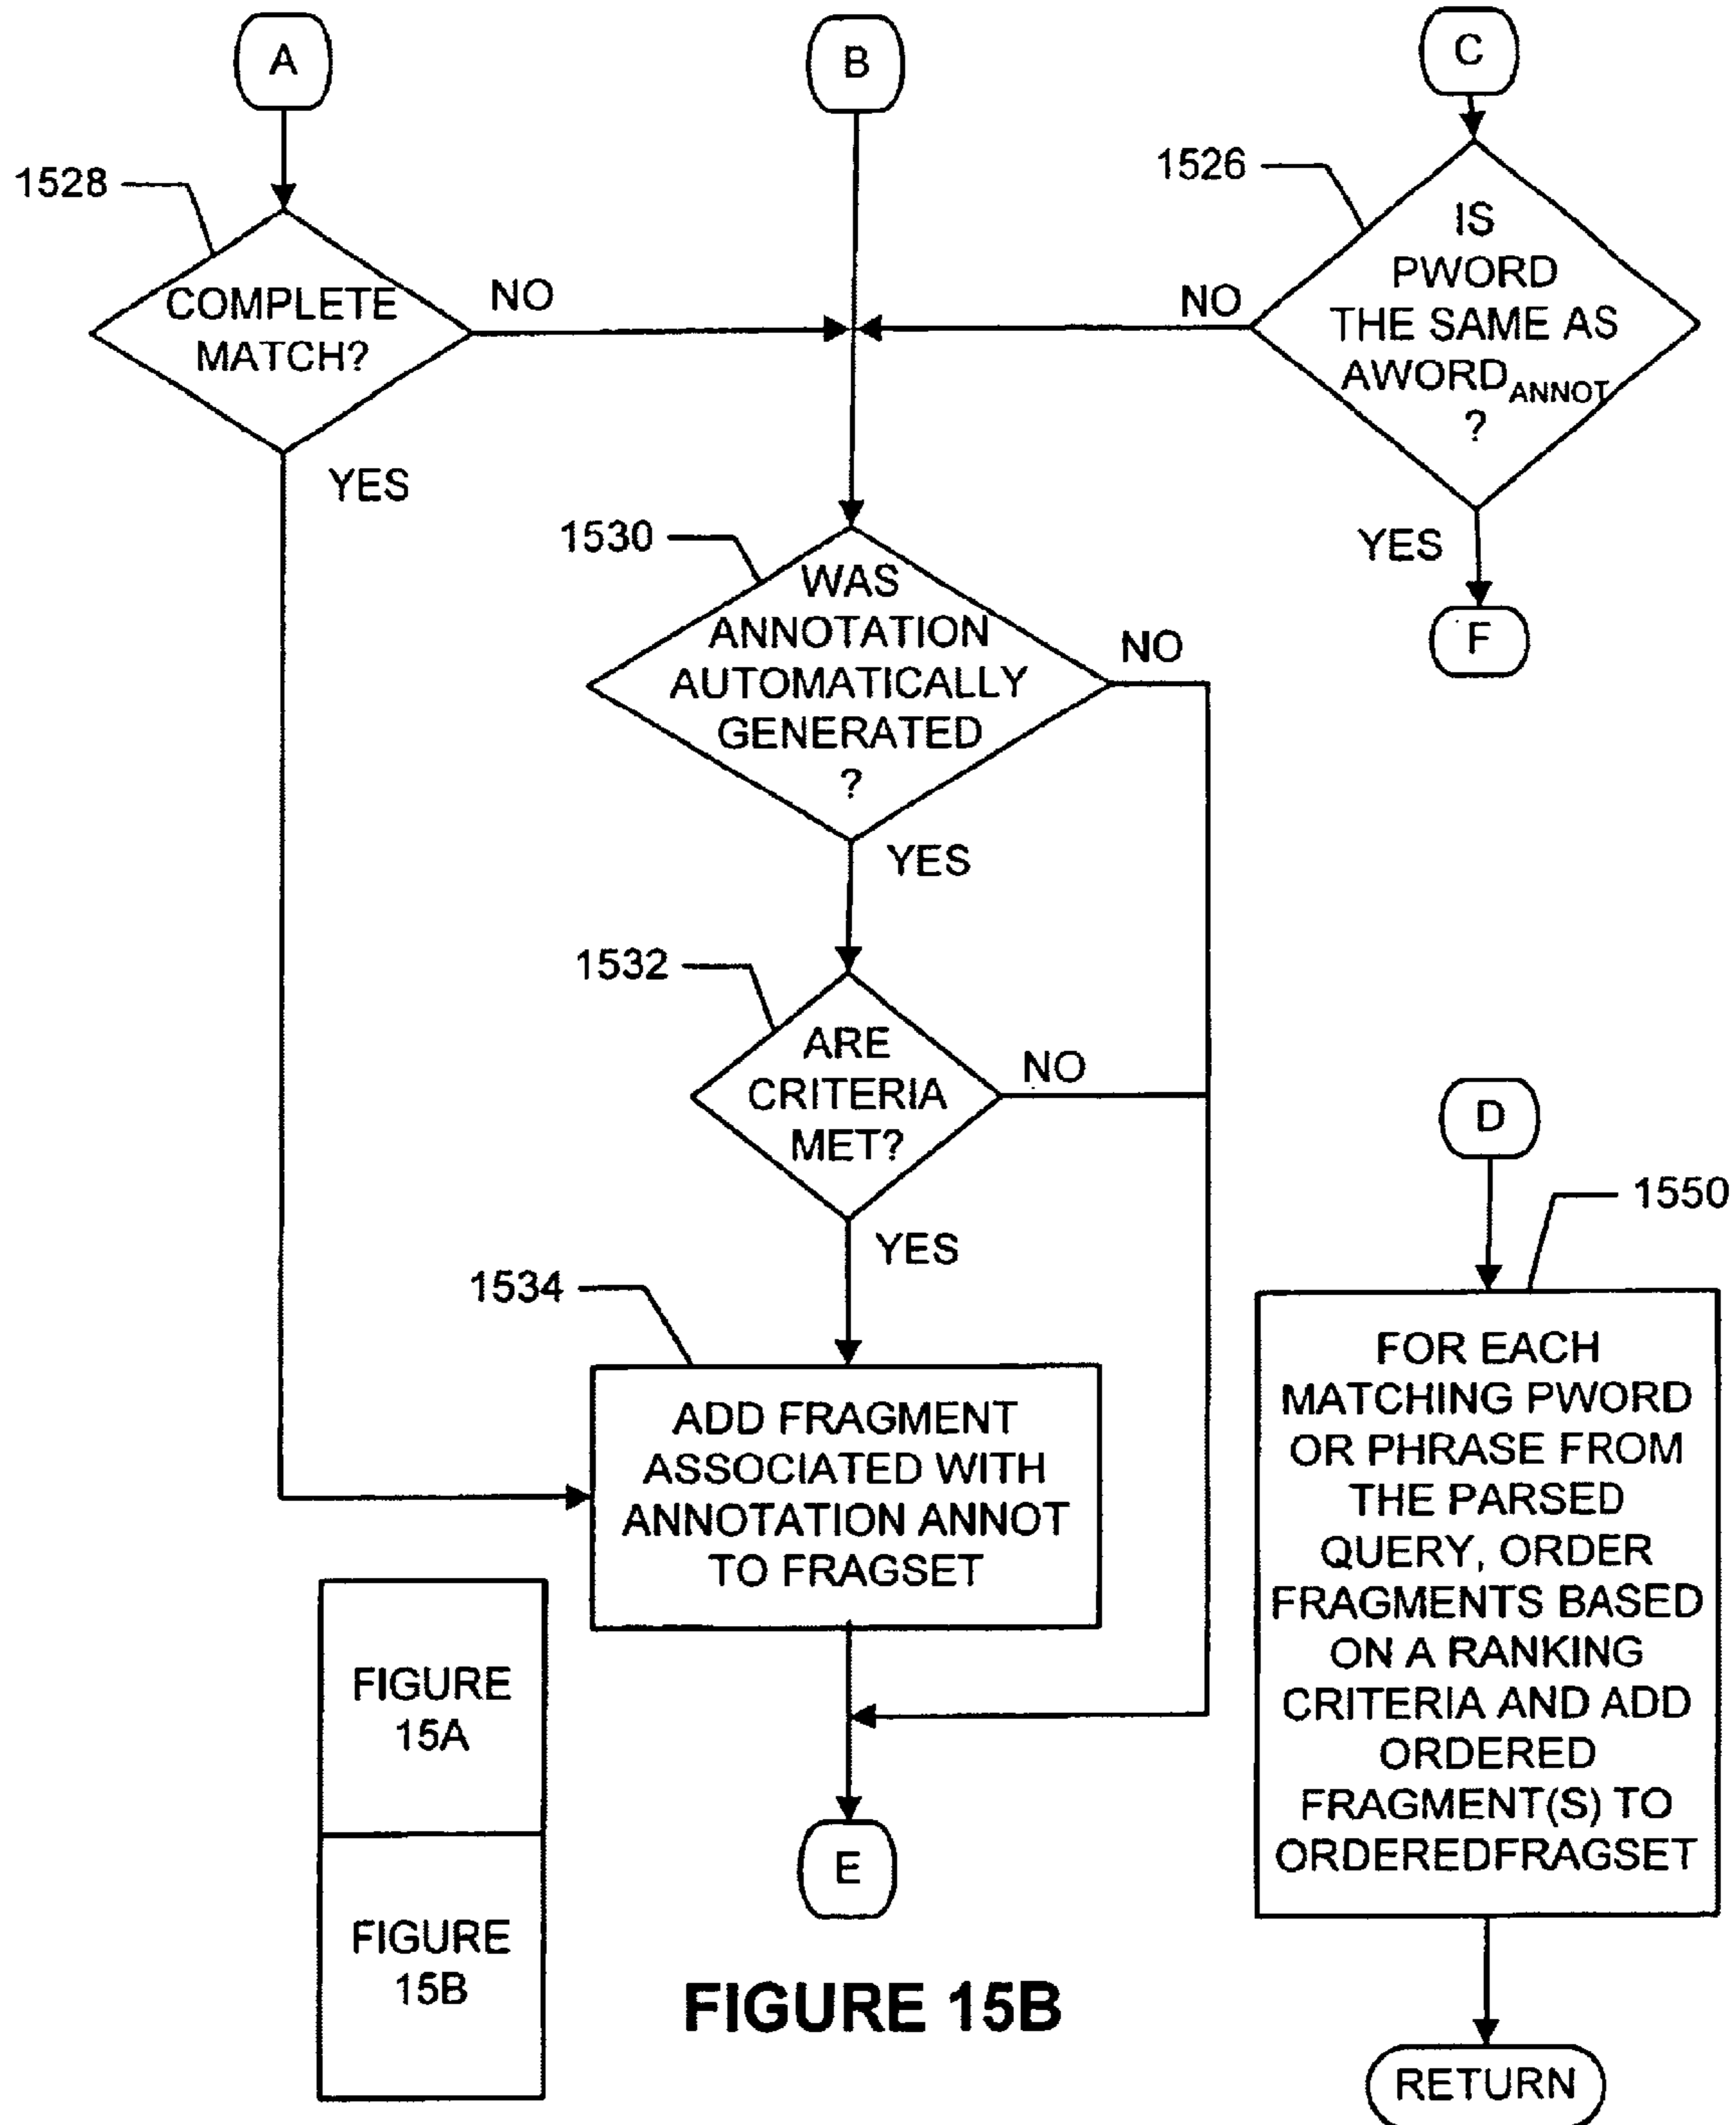 A
B
C
1528
1526
COMPLETE
MATCH?
NO
YES
IS
PWORD
THE SAME AS
AWORD ANNOT
?
NO
YES
F
1530
WAS
ANNOTATION
AUTOMATICALLY
GENERATED
?
NO
YES
1532
ARE
CRITERIA
MET?
NO
YES
1534
ADD FRAGMENT
ASSOCIATED WITH
ANNOTATION ANNOT
TO FRAGSET
E
D
1550
FOR EACH
MATCHING PWORD
OR PHRASE FROM
THE PARSED
QUERY, ORDER
FRAGMENTS BASED
ON A RANKING
CRITERIA AND ADD
ORDERED
FRAGMENT(S) TO
ORDEREDFRAGSET
RETURN
FIGURE
15A
FIGURE
15B
FIGURE 15B